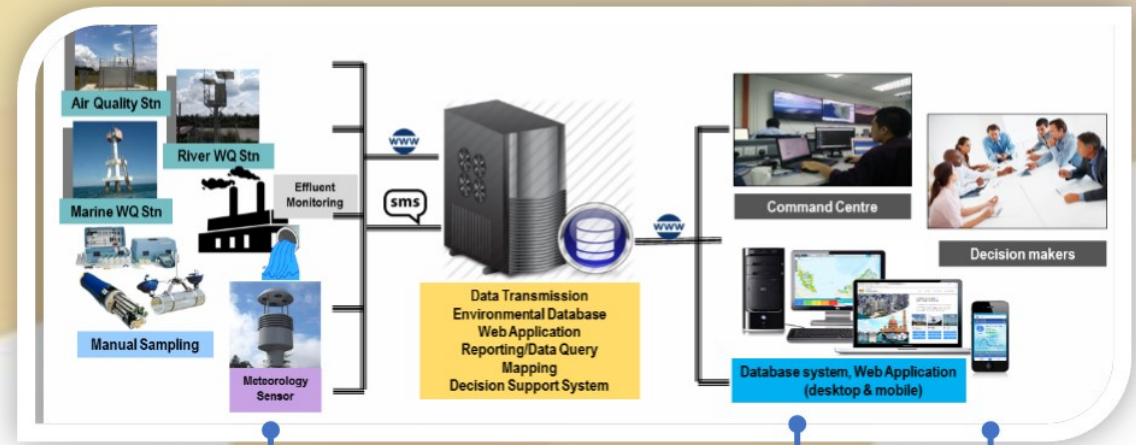 Air Quality Stn
River WQ Stn
Marine WQ Stn
Effluent
Monitoring
Manual Sampling
Meteorology
Sensor
www
sms
Data Transmission
Environmental Database
Web Application
Reporting/Data Query
Mapping
Decision Support System
www
Command Centre
Decision makers
Database system, Web Application
(desktop & mobile)